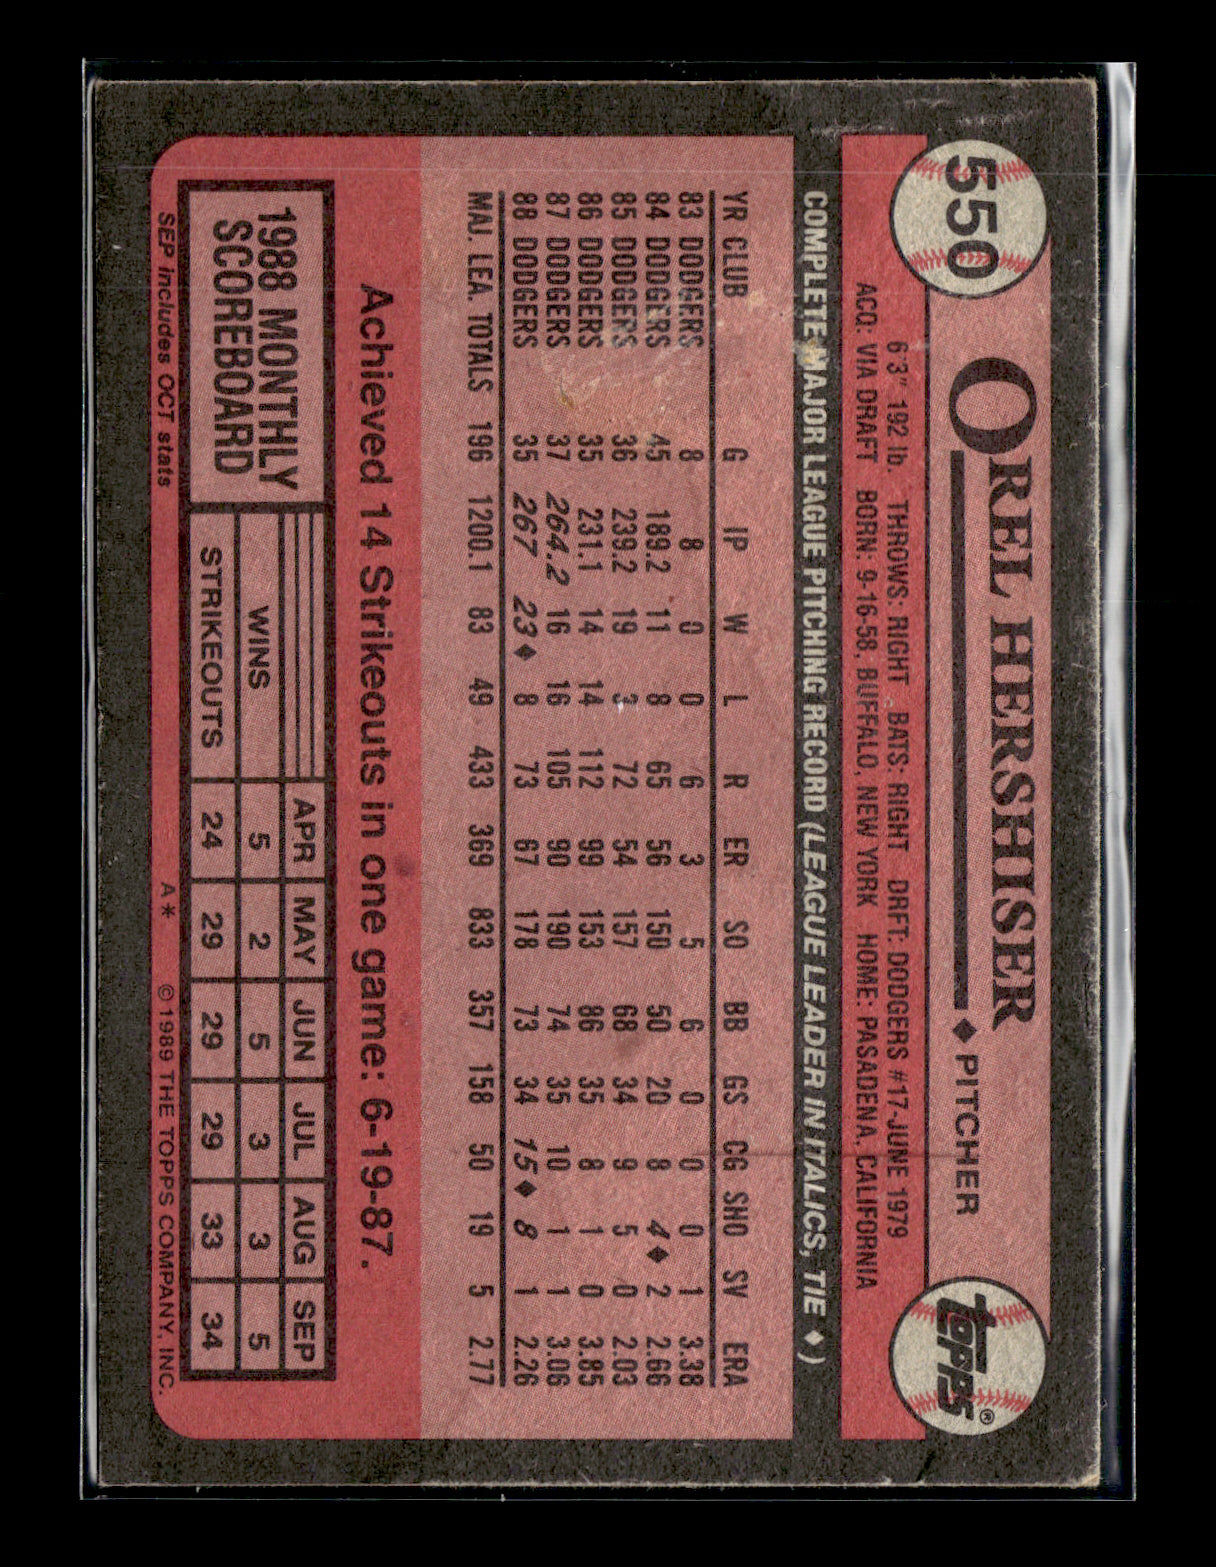 550
OREL HERSHISER ◆ PITCHER
topps®
6'3" 192 lb. THROWS: RIGHT BATS: RIGHT DRFT: DODGERS #17-JUNE 1979
ACQ: VIA DRAFT BORN: 9-16-58, BUFFALO, NEW YORK HOME: PASADENA, CALIFORNIA
COMPLETE MAJOR LEAGUE PITCHING RECORD (LEAGUE LEADER IN ITALICS, TIE ◆)
YR CLUB G IP W L R ER SO BB GS CG SHO SV ERA
83 DODGERS 8 8 0 0 6 3 5 6 0 0 0 1 3.38
84 DODGERS 45 189.2 11 8 65 56 150 50 20 8 4◆ 2 2.66
85 DODGERS 36 239.2 19 3 72 54 157 68 34 9 5 0 2.03
86 DODGERS 35 231.1 14 14 112 99 153 86 35 8 1 0 3.85
87 DODGERS 37 264.2 16 16 105 90 190 74 35 10 1 1 3.06
88 DODGERS 35 267 23◆ 8 73 67 178 73 34 15◆ 8 1 2.26
MAJ. LEA. TOTALS 196 1200.1 83 49 433 369 833 357 158 50 19 5 2.77
Achieved 14 Strikeouts in one game: 6-19-87.
1988 MONTHLY
SCOREBOARD
APR MAY JUN JUL AUG SEP
WINS 5 2 5 3 3 5
STRIKEOUTS 24 29 29 29 33 34
SEP includes OCT stats A* © 1989 THE TOPPS COMPANY, INC.